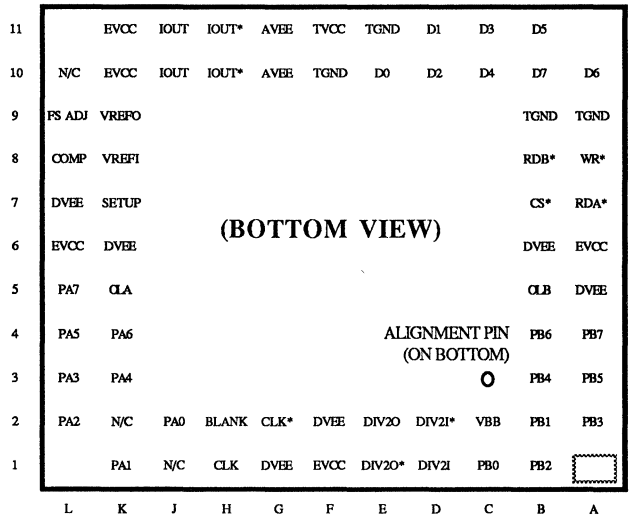 11 EVCC IOUT IOUT* AVEE TVCC TGND D1 D3 D5
10 N/C EVCC IOUT IOUT* AVEE TGND D0 D2 D4 D7 D6
9 FS ADJ VREFO TGND TGND
8 COMP VREFI RDB* WR*
7 DVEE SETUP CS* RDA*
(BOTTOM VIEW)
6 EVCC DVEE DVEE EVCC
5 PA7 CLA CLB DVEE
4 PA5 PA6 ALIGNMENT PIN PB6 PB7
(ON BOTTOM)
3 PA3 PA4 PB4 PB5
2 PA2 N/C PA0 BLANK CLK* DVEE DIV2O DIV2I* VBB PB1 PB3
1 PA1 N/C CLK DVEE EVCC DIV2O* DIV2I PB0 PB2
L K J H G F E D C B A